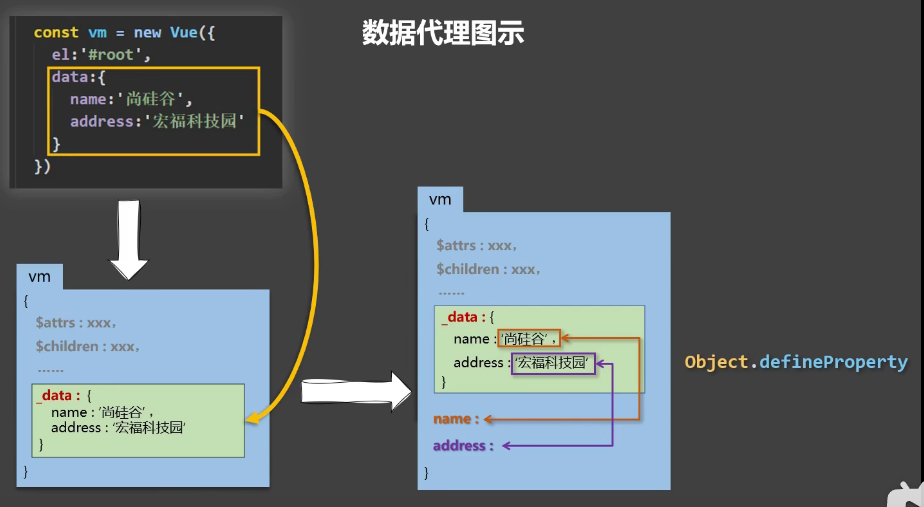 数据代理图示
const vm = new Vue({
el:'#root',
data:{
name:'尚硅谷',
address:'宏福科技园'
}
})
vm
{
$attrs : xxx,
$children : xxx,
......
_data : {
name : '尚硅谷' ,
address : '宏福科技园'
}
}
vm
{
$attrs : xxx,
$children : xxx,
......
_data : {
name : '尚硅谷' ,
address : '宏福科技园'
}
name :
address :
}
Object.defineProperty